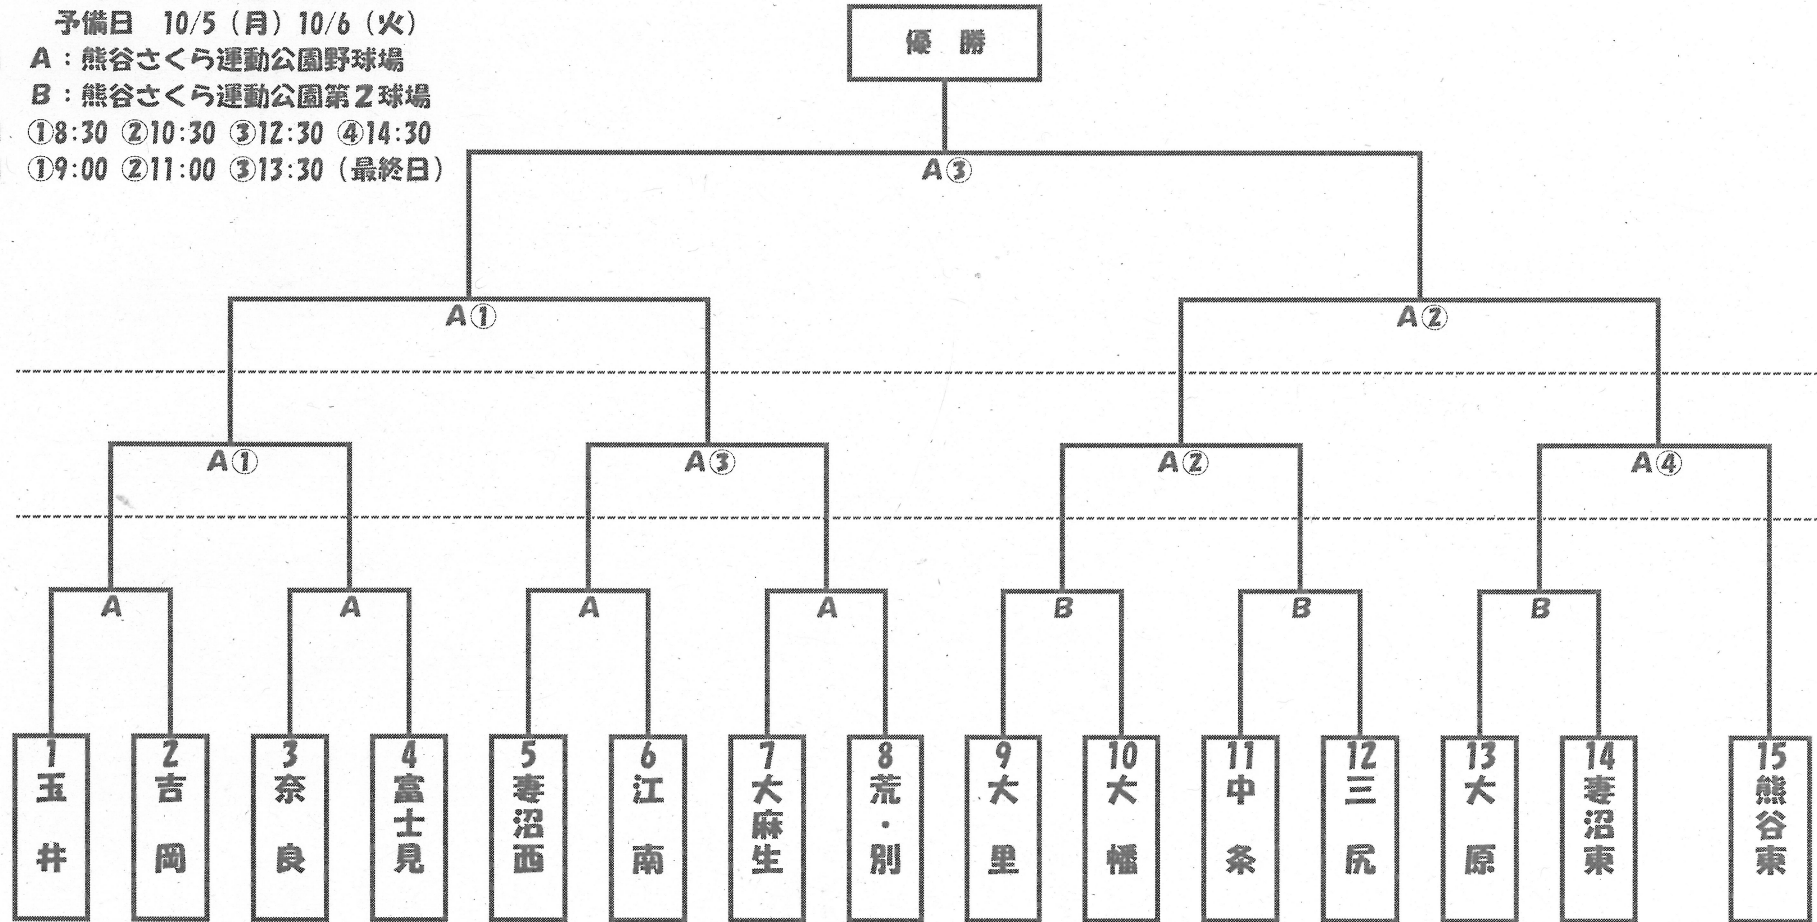 予備日 10/5（月）10/6（火）
A：熊谷さくら運動公園野球場
B：熊谷さくら運動公園第2球場
①8:30 ②10:30 ③12:30 ④14:30
①9:00 ②11:00 ③13:30（最終日）
優 勝
A③
A①
A②
A①
A③
A②
A④
A
A
A
A
B
B
B
1 玉井
2 吉岡
3 奈良
4 富士見
5 妻沼西
6 江南
7 大麻生
8 荒・別
9 大里
10 大幡
11 中条
12 三尻
13 大原
14 妻沼東
15 熊谷東